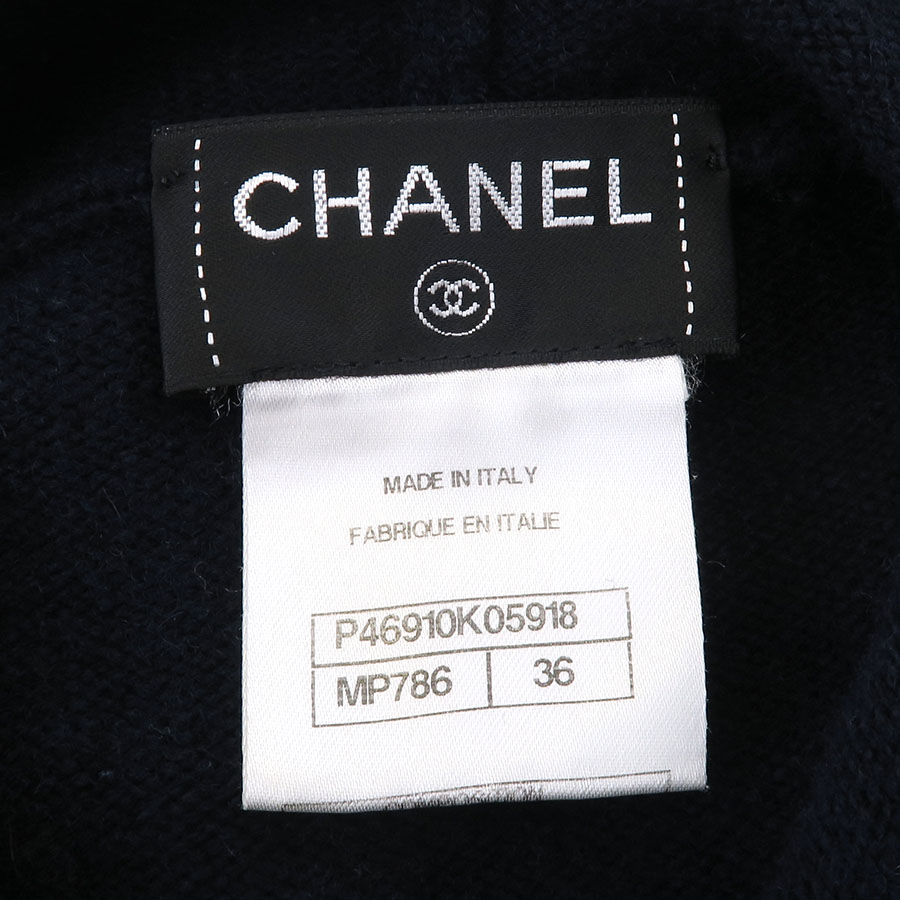 CHANEL
MADE IN ITALY
FABRIQUE EN ITALIE
P46910K05918
MP786 36